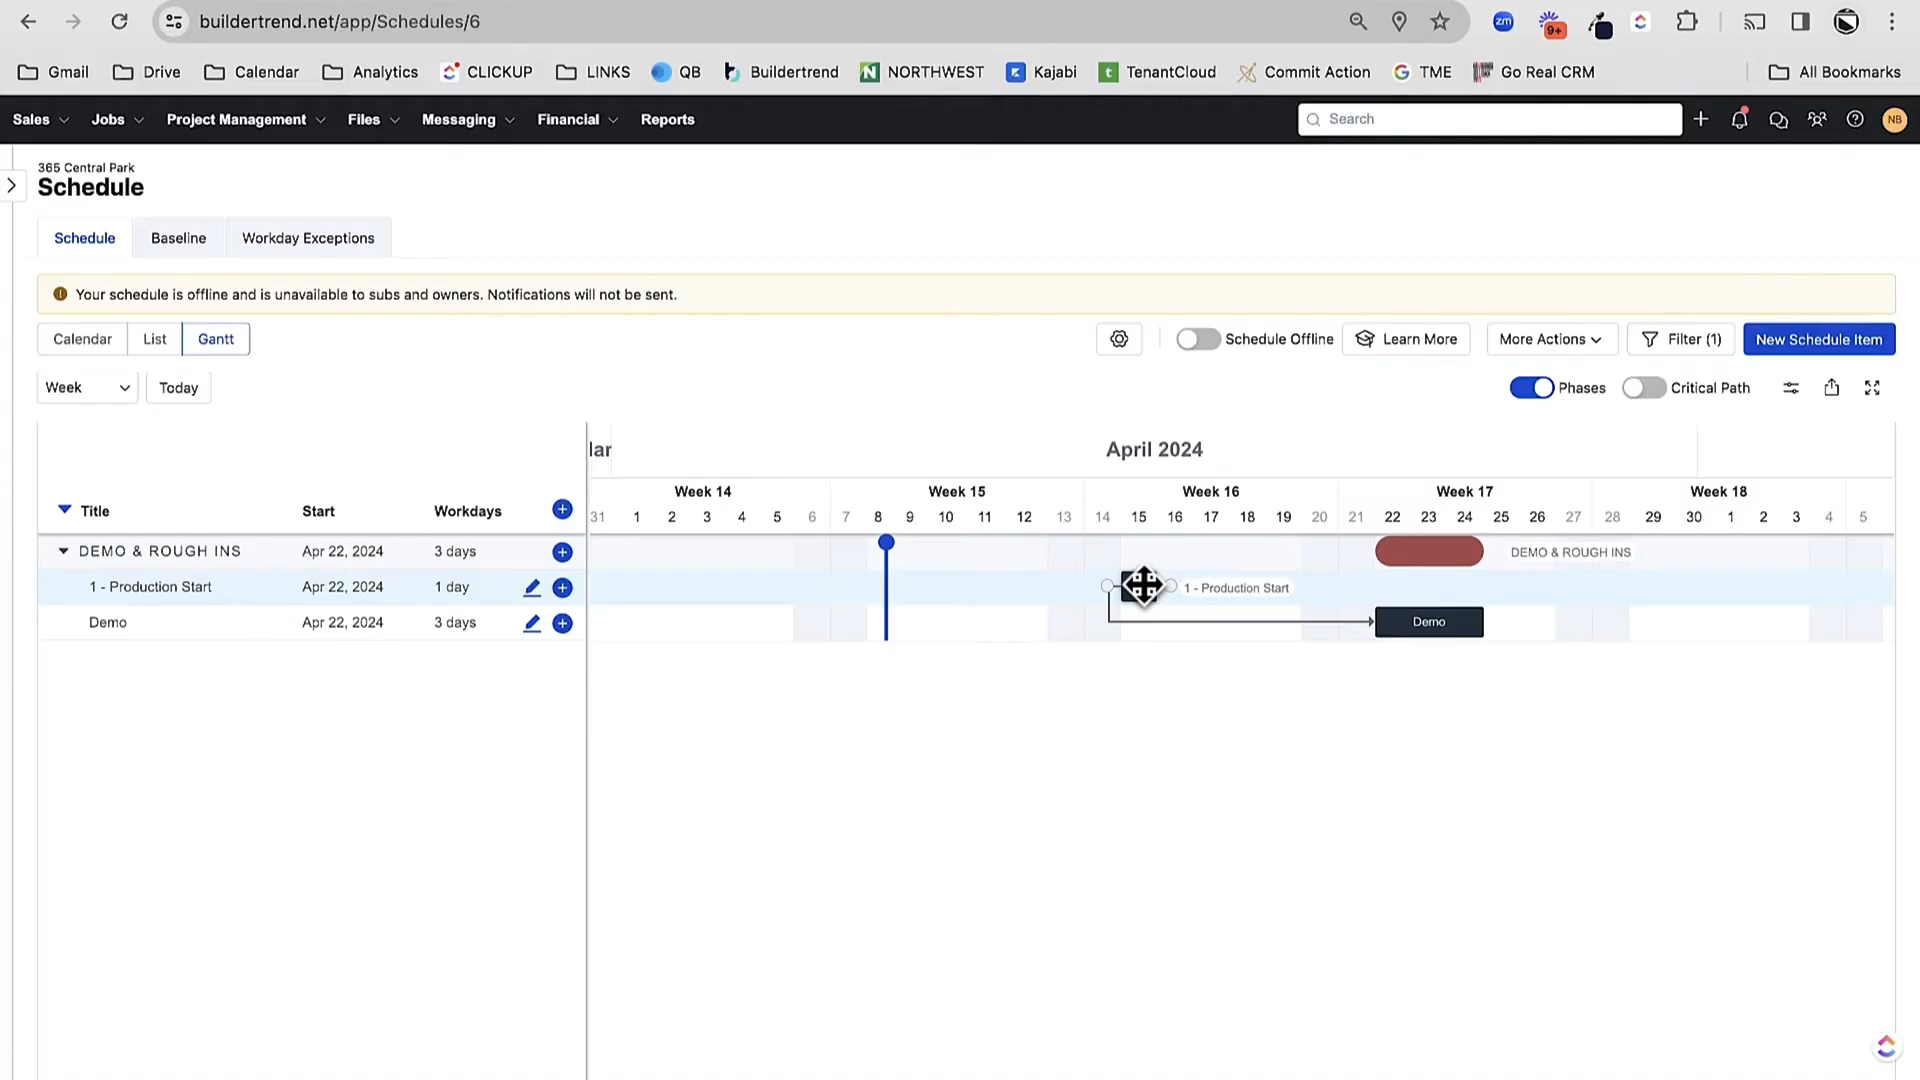 buildertrend.net/app/Schedules/6
zm
9+
Gmail Drive Calendar Analytics CLICKUP LINKS QB Buildertrend NORTHWEST Kajabi TenantCloud Commit Action TME Go Real CRM All Bookmarks
Sales Jobs Project Management Files Messaging Financial Reports Search NB
365 Central Park
Schedule
Schedule Baseline Workday Exceptions
Your schedule is offline and is unavailable to subs and owners. Notifications will not be sent.
Calendar List Gantt Schedule Offline Learn More More Actions Filter (1) New Schedule Item
Week Today Phases Critical Path
lar April 2024
Week 14 Week 15 Week 16 Week 17 Week 18
Title Start Workdays
31 1 2 3 4 5 6 7 8 9 10 11 12 13 14 15 16 17 18 19 20 21 22 23 24 25 26 27 28 29 30 1 2 3 4 5
DEMO & ROUGH INS Apr 22, 2024 3 days DEMO & ROUGH INS
1 - Production Start Apr 22, 2024 1 day 1 - Production Start
Demo Apr 22, 2024 3 days Demo